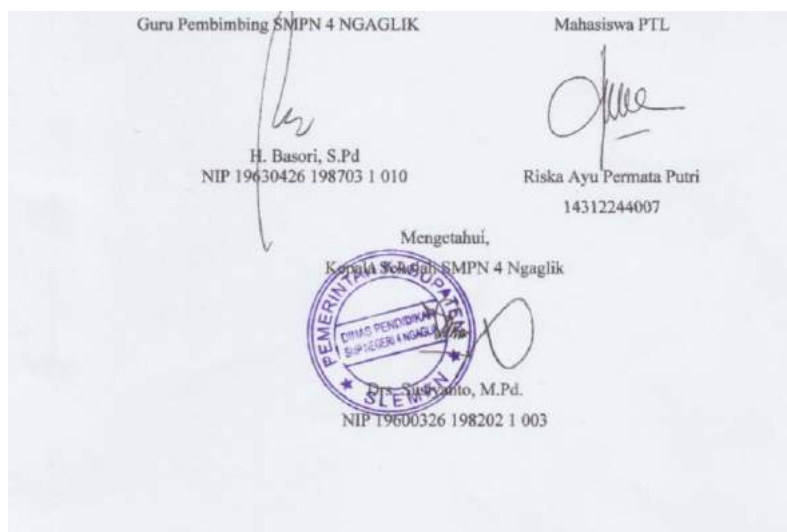 Guru Pembimbing SMPN 4 NGAGLIK
Mahasiswa PTL
H. Basori, S.Pd
NIP 19630426 198703 1 010
Riska Ayu Permata Putri
14312244007
Mengetahui,
Kepala Sekolah SMPN 4 Ngaglik
PEMERINTAH KABUPATEN
DINAS PENDIDIKAN
SMP NEGERI 4 NGAGLIK
SLEMAN
Drs. Susiyanto, M.Pd.
NIP 19600326 198202 1 003